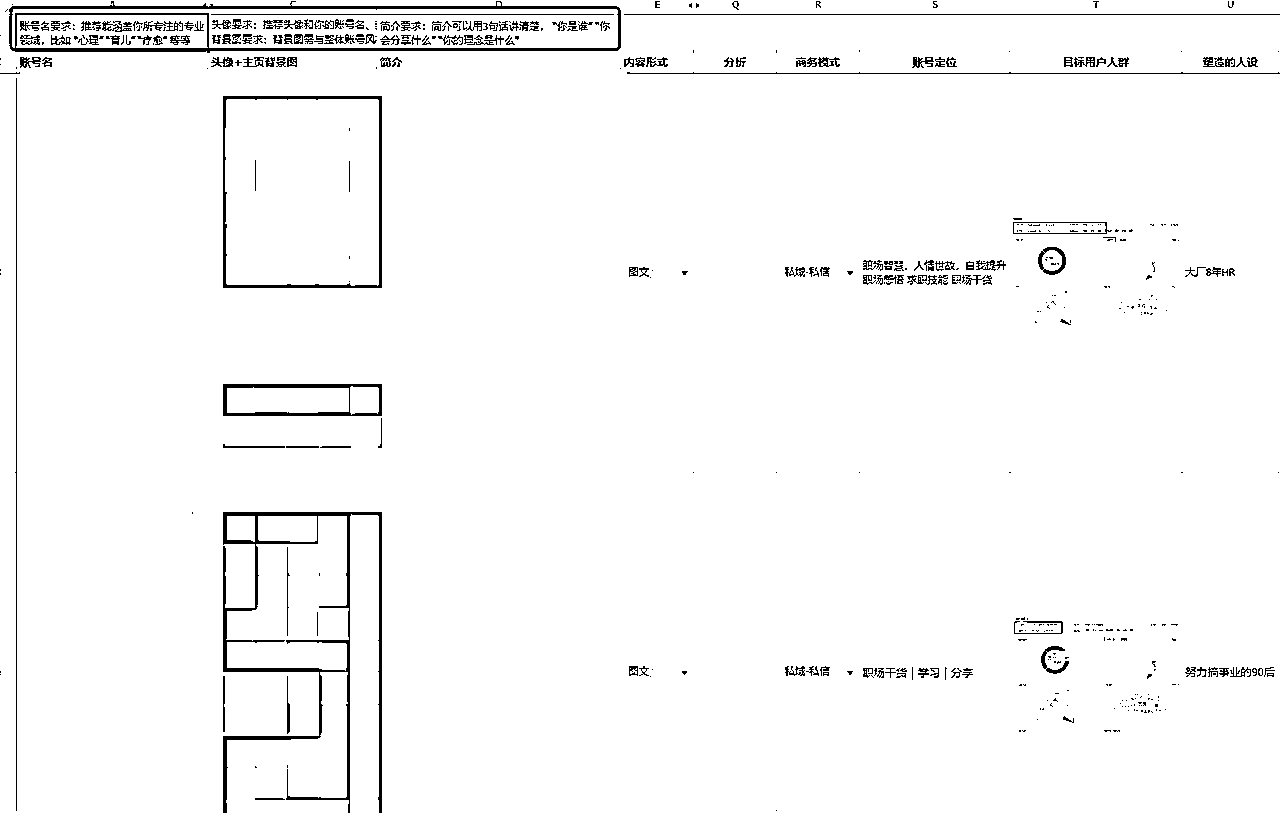 A C D E Q R S T U
账号名要求:推荐能涵盖你所专注的专业
领域,比如 "心理" "育儿" "疗愈" 等等
头像要求:推荐头像和你的账号名、
背景图要求:背景图需与整体账号风
简介要求:简介可以用3句话讲清楚, "你是谁" "你
会分享什么" "你的理念是什么"
账号名 头像+主页背景图 简介 内容形式 分析 商务模式 账号定位 目标用户人群 塑造的人设
图文 私域-私信 职场智慧,人情世故,自我提升
职场感悟 求职技能 职场干货
大厂8年HR
图文 私域-私信 职场干货 | 学习 | 分享 努力搞事业的90后